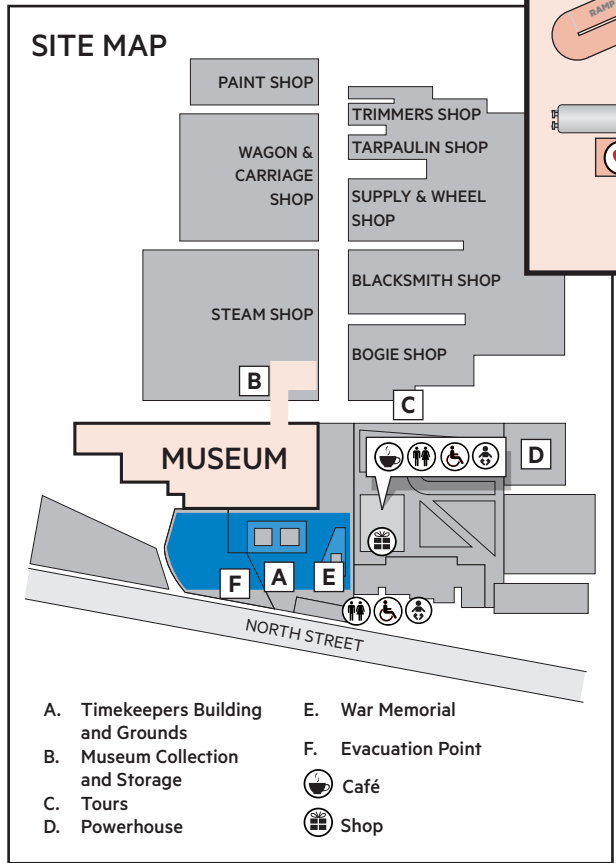 SITE MAP
RAMP
PAINT SHOP
TRIMMERS SHOP
TARPAULIN SHOP
WAGON &
CARRIAGE
SHOP
SUPPLY & WHEEL
SHOP
STEAM SHOP
BLACKSMITH SHOP
BOGIE SHOP
B
C
MUSEUM
D
F
A
E
NORTH STREET
A. Timekeepers Building
and Grounds
B. Museum Collection
and Storage
C. Tours
D. Powerhouse
E. War Memorial
F. Evacuation Point
Café
Shop